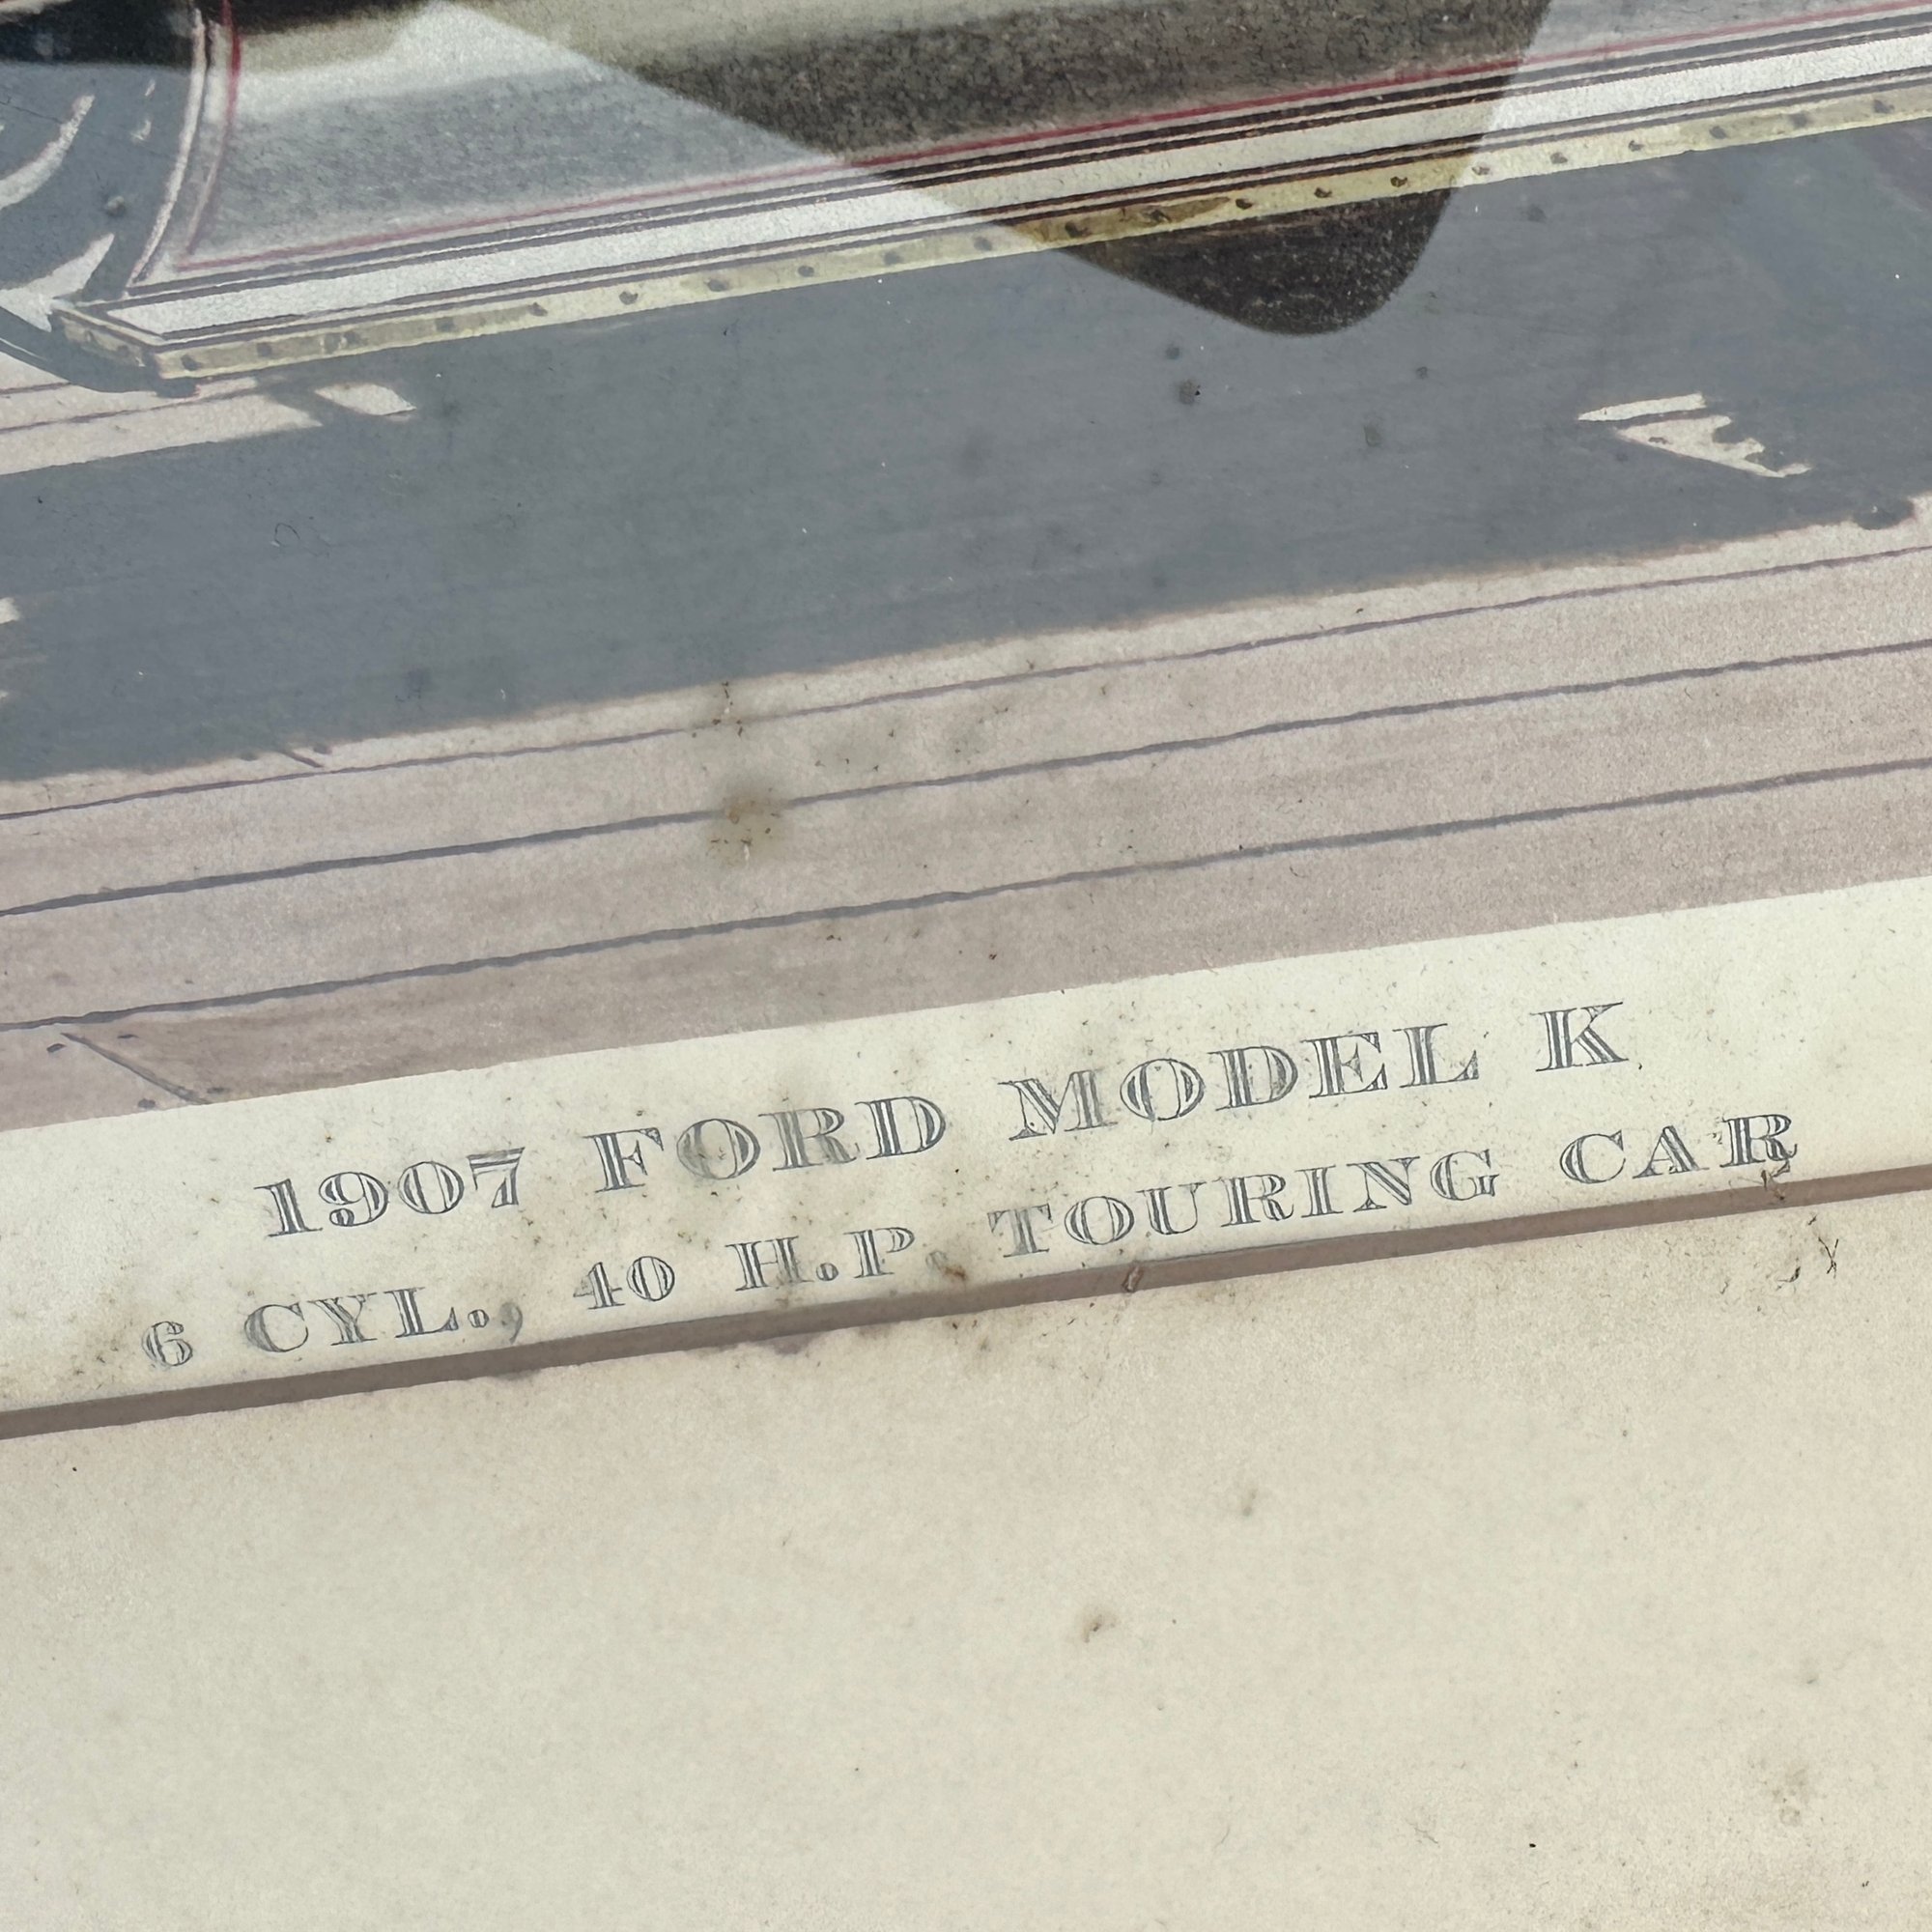 1907 FORD MODEL K
6 CYL., 40 H.P. TOURING CAR